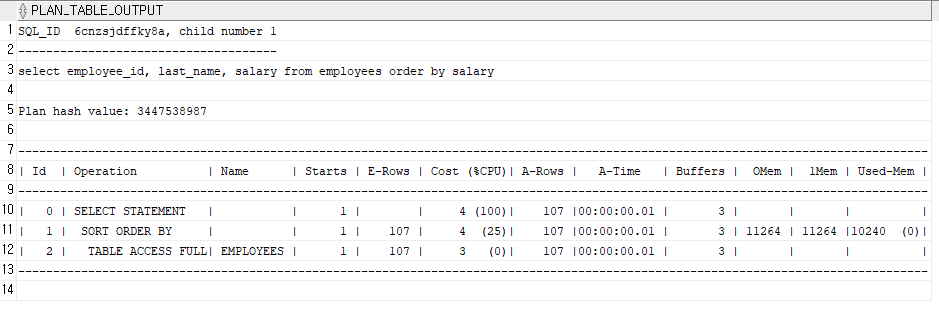 PLAN_TABLE_OUTPUT
1 SQL_ID  6cnzsjdffky8a, child number 1
2 -------------------------------------
3 select employee_id, last_name, salary from employees order by salary
4
5 Plan hash value: 3447538987
6
7 ----------------------------------------------------------------------------------------------------------------------------------
8 | Id  | Operation          | Name      | Starts | E-Rows | Cost (%CPU)| A-Rows |   A-Time   | Buffers |  OMem |  1Mem | Used-Mem |
9 ----------------------------------------------------------------------------------------------------------------------------------
10 |   0 | SELECT STATEMENT   |           |      1 |        |     4 (100)|    107 |00:00:00.01 |       3 |       |       |          |
11 |   1 |  SORT ORDER BY     |           |      1 |    107 |     4  (25)|    107 |00:00:00.01 |       3 | 11264 | 11264 |10240  (0)|
12 |   2 |   TABLE ACCESS FULL| EMPLOYEES |      1 |    107 |     3   (0)|    107 |00:00:00.01 |       3 |       |       |          |
13 ----------------------------------------------------------------------------------------------------------------------------------
14